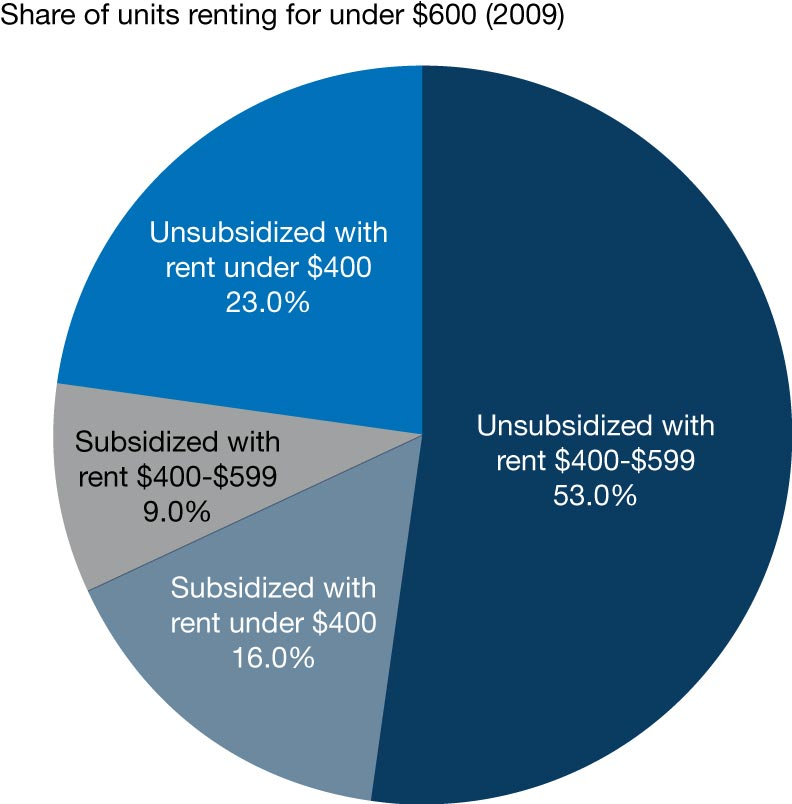 Share of units renting for under $600 (2009)
Unsubsidized with
rent under $400
23.0%
Unsubsidized with
rent $400-$599
53.0%
Subsidized with
rent $400-$599
9.0%
Subsidized with
rent under $400
16.0%